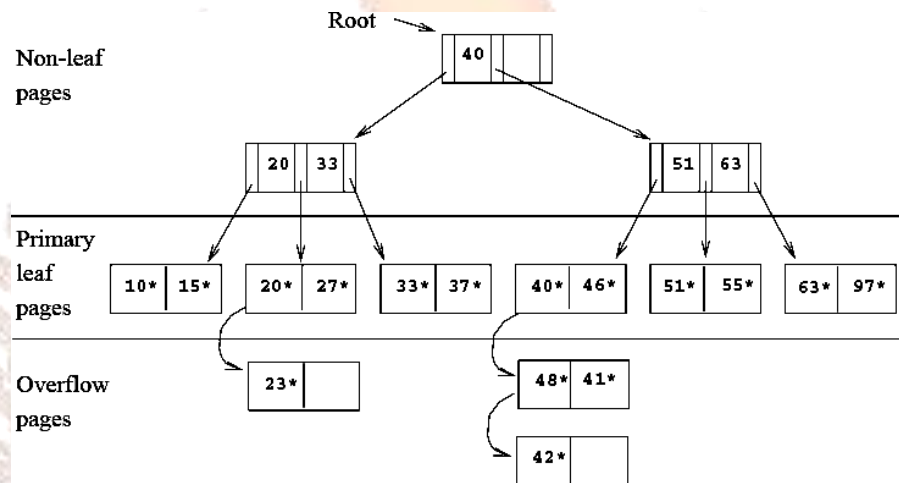 Root
Non-leaf
pages
40
20 33
51 63
Primary
leaf
pages
10* 15*
20* 27*
33* 37*
40* 46*
51* 55*
63* 97*
Overflow
pages
23*
48* 41*
42*